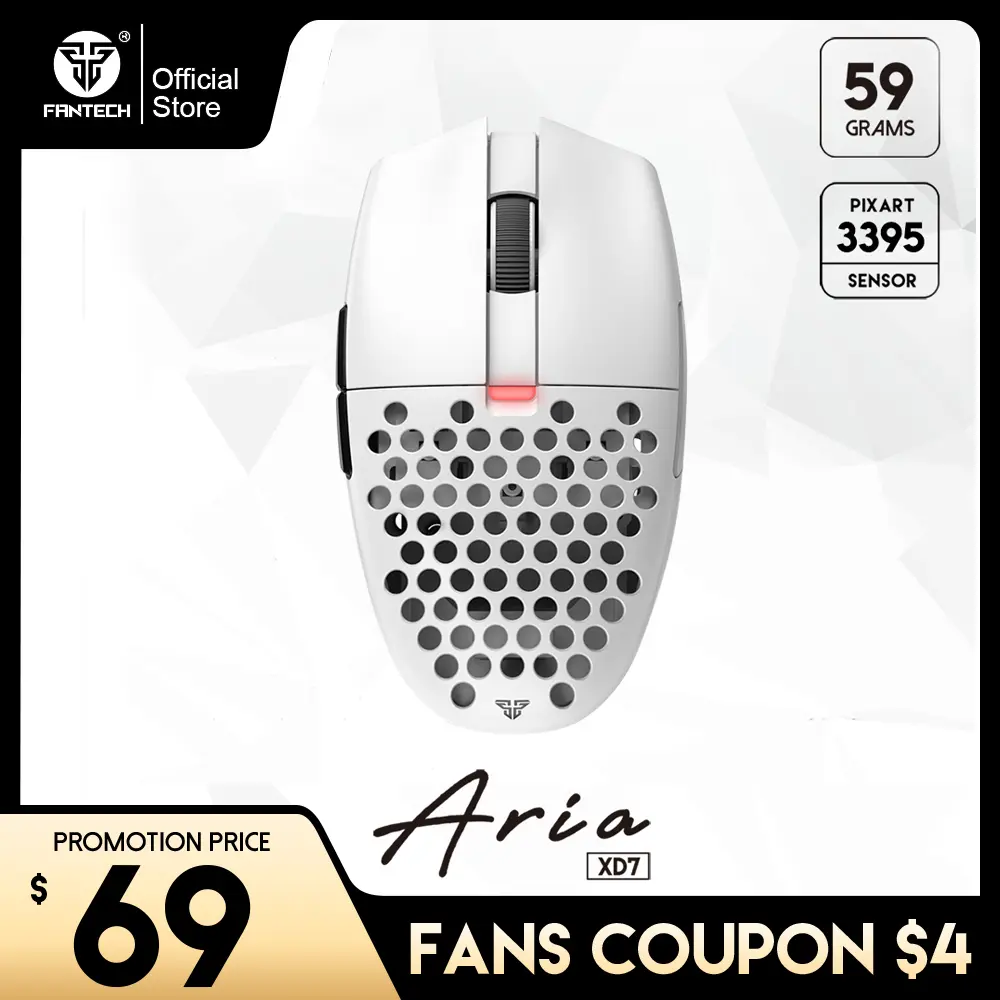 ®
FANTECH
Official
Store
59
GRAMS
PIXART
3395
SENSOR
Aria
XD7
PROMOTION PRICE
$69
FANS COUPON $4